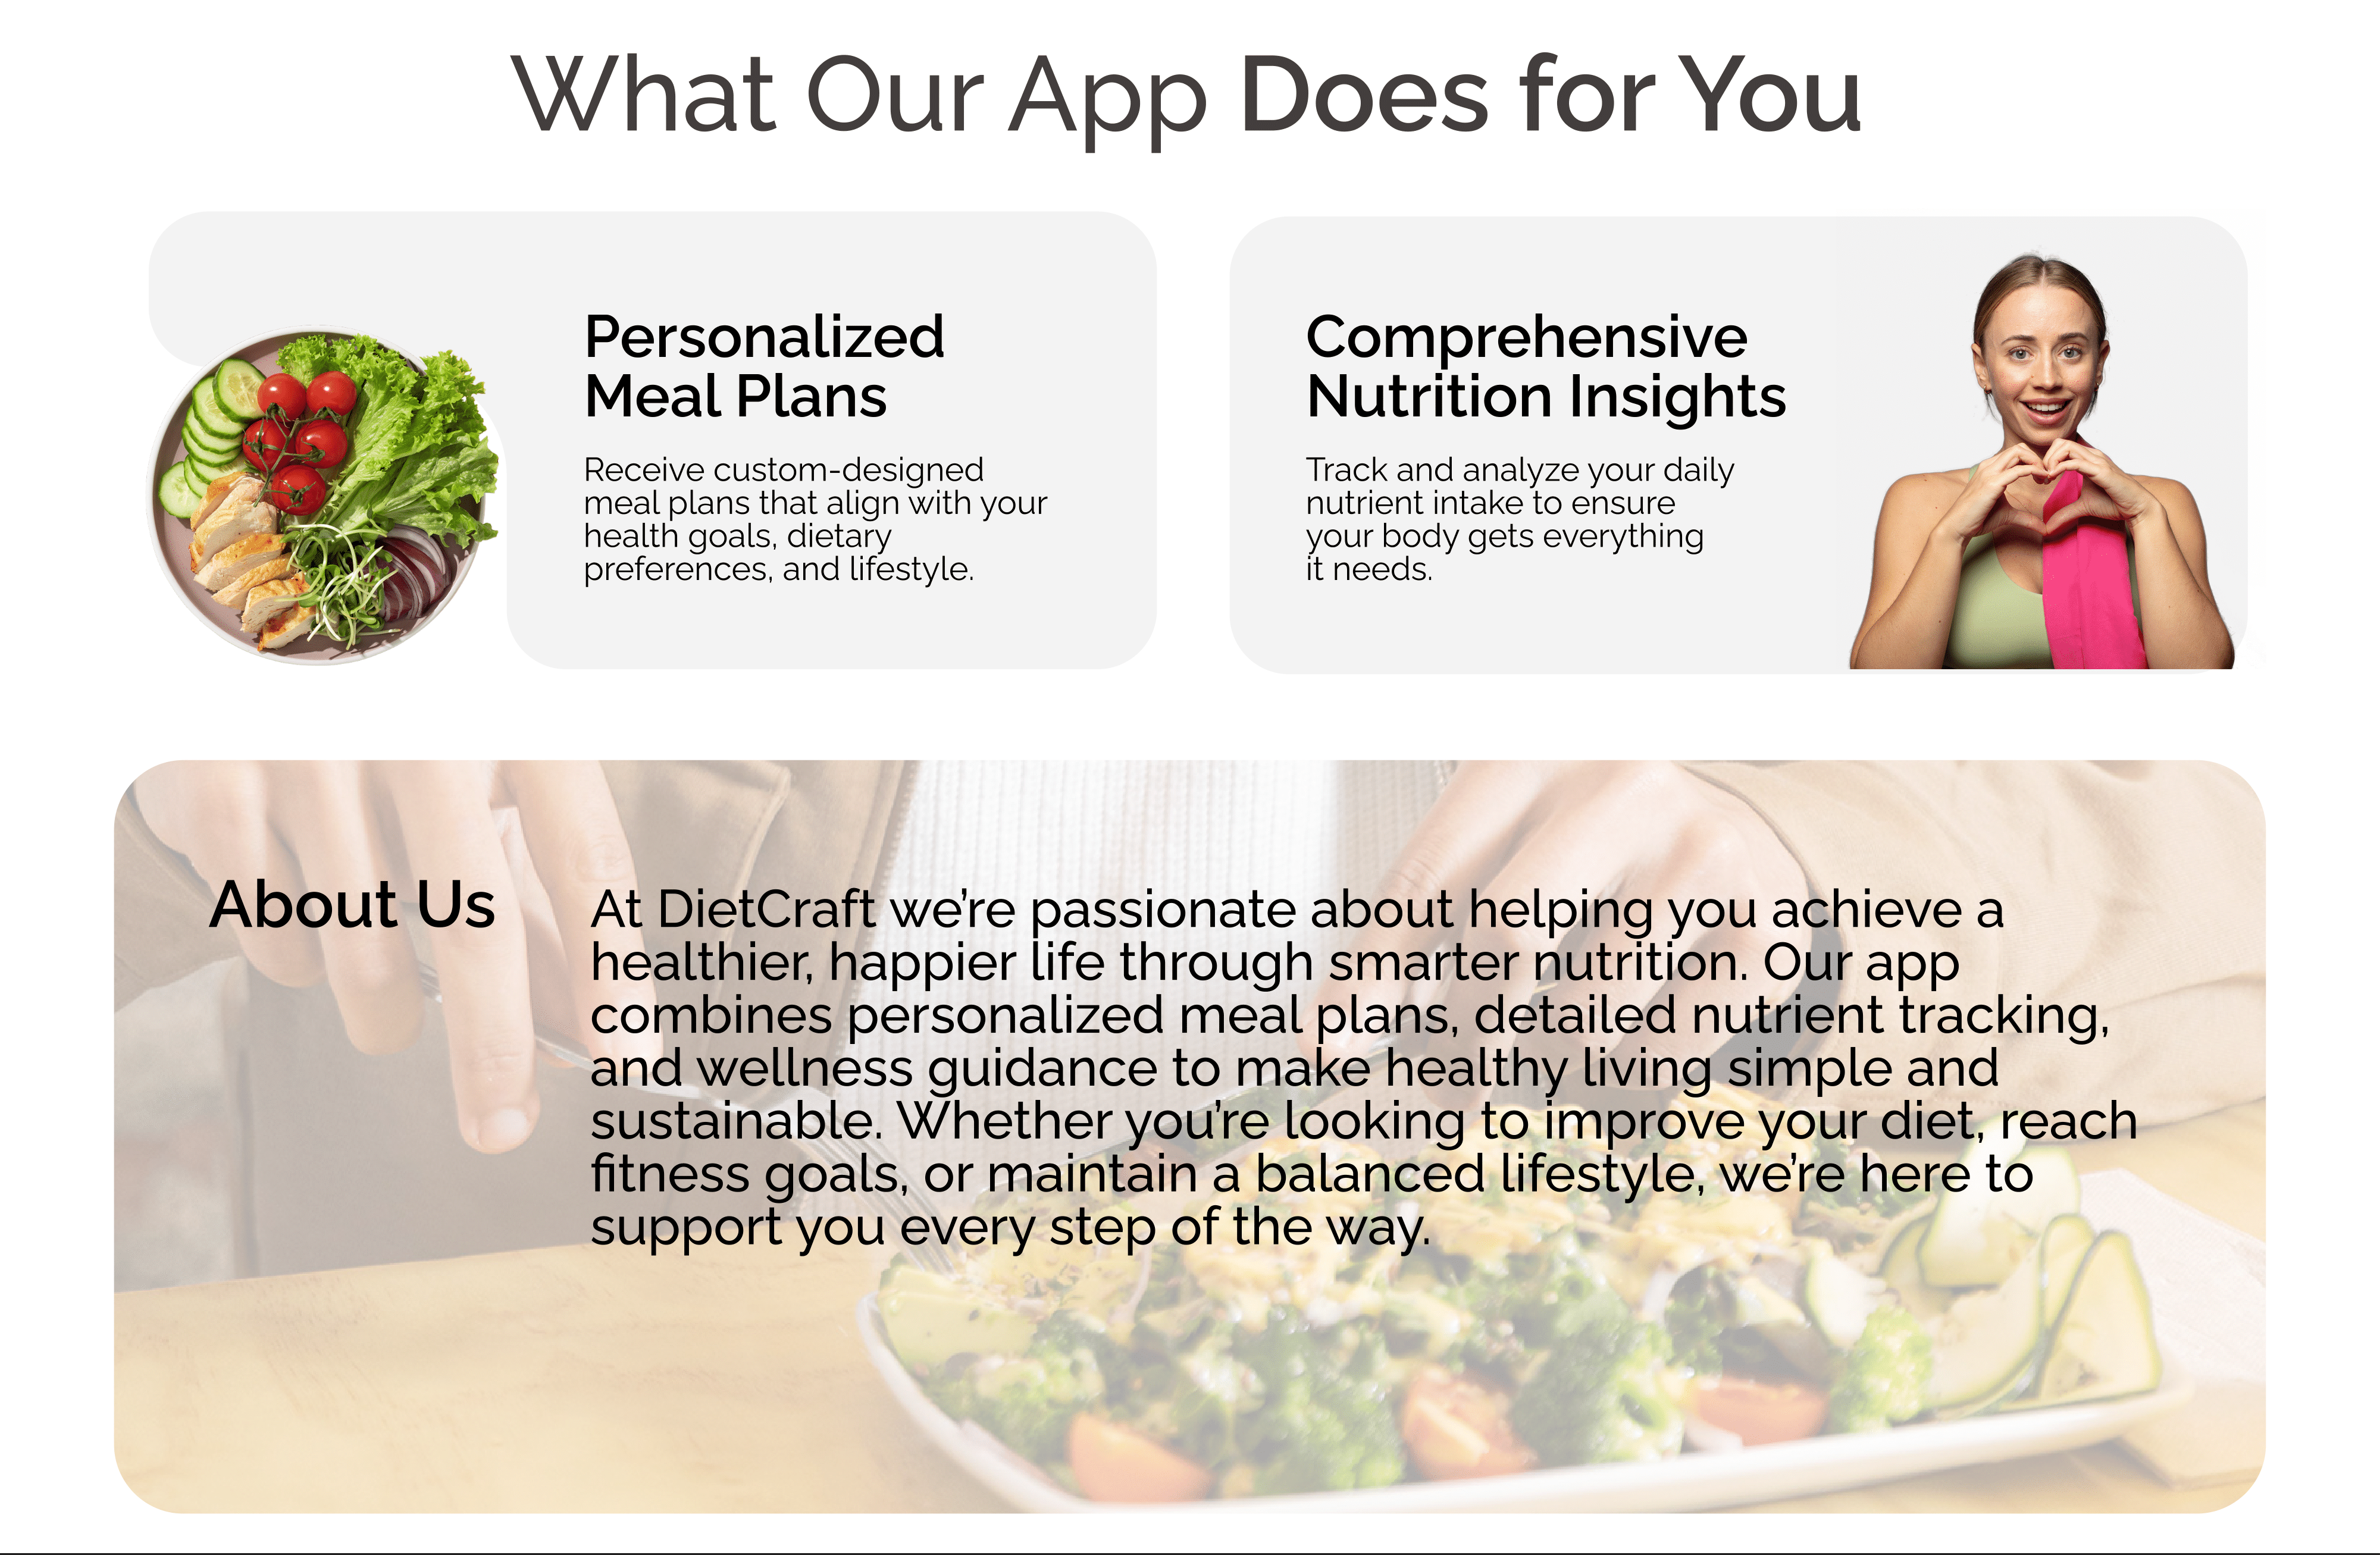 What Our App Does for You
Personalized
Meal Plans
Receive custom-designed
meal plans that align with your
health goals, dietary
preferences, and lifestyle.
Comprehensive
Nutrition Insights
Track and analyze your daily
nutrient intake to ensure
your body gets everything
it needs.
About Us
At DietCraft we’re passionate about helping you achieve a
healthier, happier life through smarter nutrition. Our app
combines personalized meal plans, detailed nutrient tracking,
and wellness guidance to make healthy living simple and
sustainable. Whether you’re looking to improve your diet, reach
fitness goals, or maintain a balanced lifestyle, we’re here to
support you every step of the way.